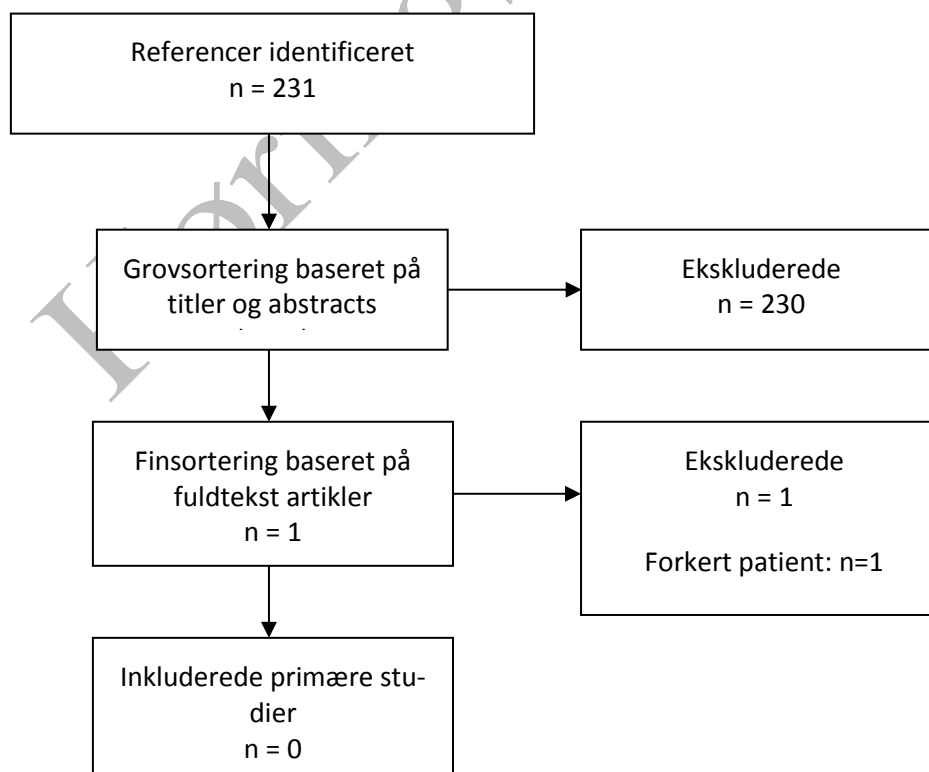 Referencer identificeret
n = 231
Grovsortering baseret på
titler og abstracts
Ekskluderede
n = 230
Finsortering baseret på
fuldtekst artikler
n = 1
Ekskluderede
n = 1
Forkert patient: n=1
Inkluderede primære stu-
dier
n = 0